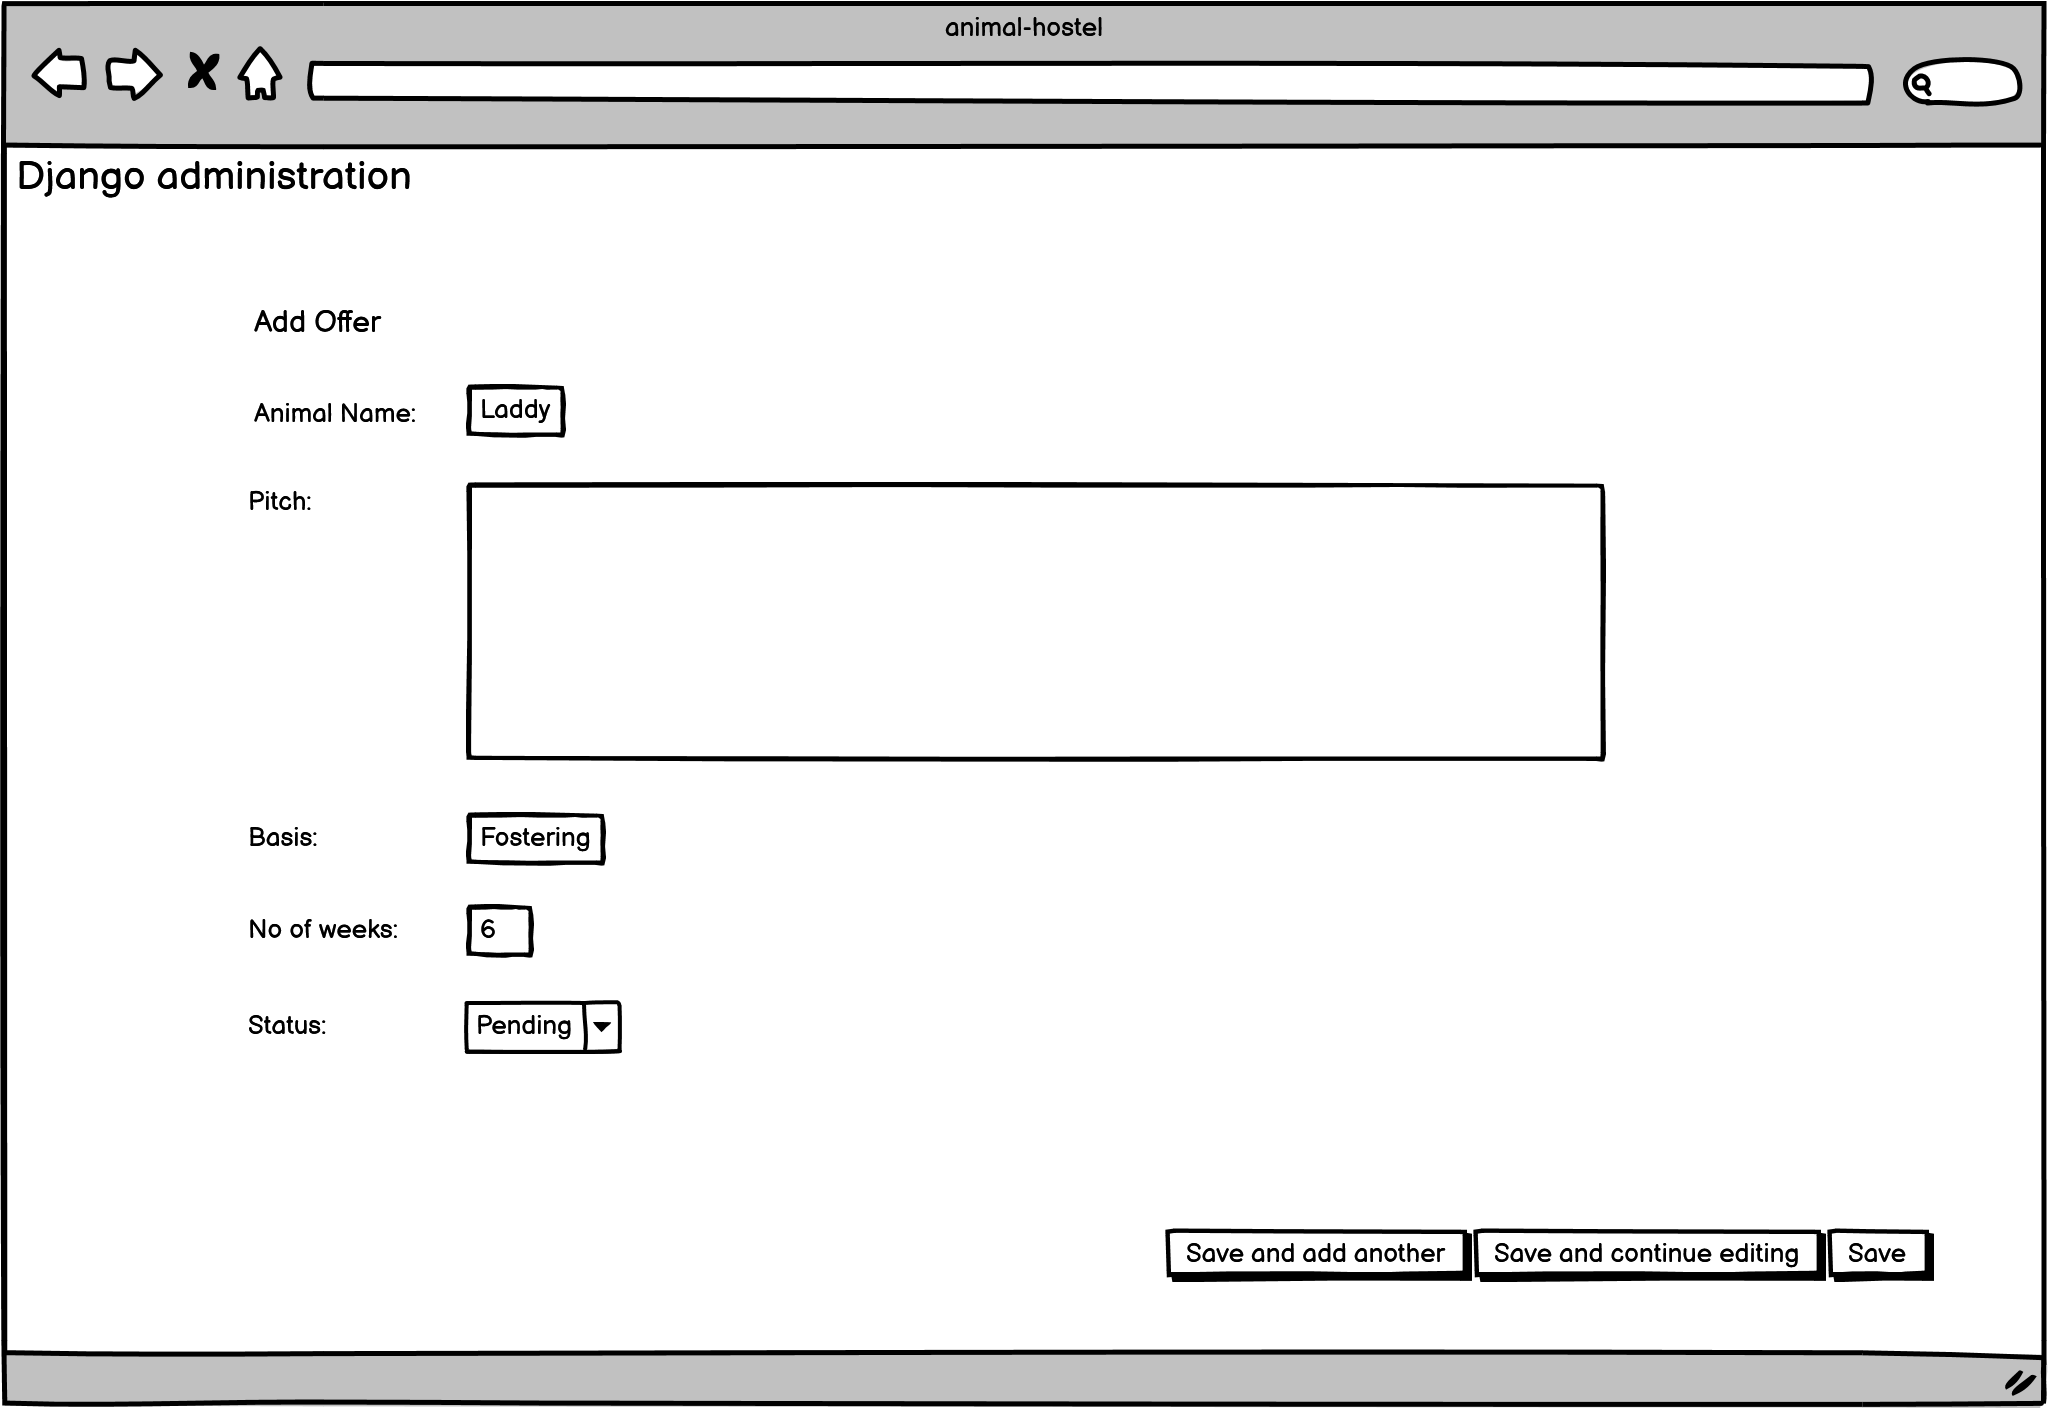 animal-hostel
Django administration
Add Offer
Animal Name: Laddy
Pitch:
Basis: Fostering
No of weeks: 6
Status: Pending
Save and add another Save and continue editing Save